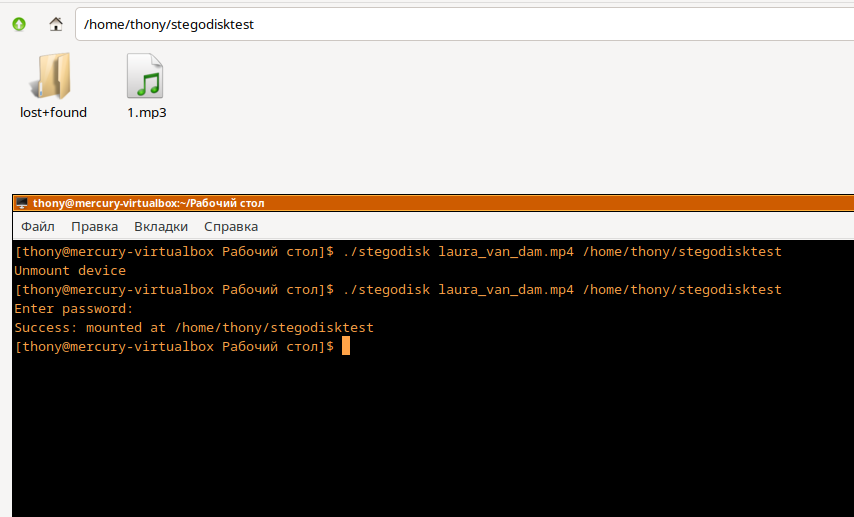 /home/thony/stegodisktest
lost+found 1.mp3
thony@mercury-virtualbox:~/Рабочий стол
Файл Правка Вкладки Справка
[thony@mercury-virtualbox Рабочий стол]$ ./stegodisk laura_van_dam.mp4 /home/thony/stegodisktest
Unmount device
[thony@mercury-virtualbox Рабочий стол]$ ./stegodisk laura_van_dam.mp4 /home/thony/stegodisktest
Enter password:
Success: mounted at /home/thony/stegodisktest
[thony@mercury-virtualbox Рабочий стол]$